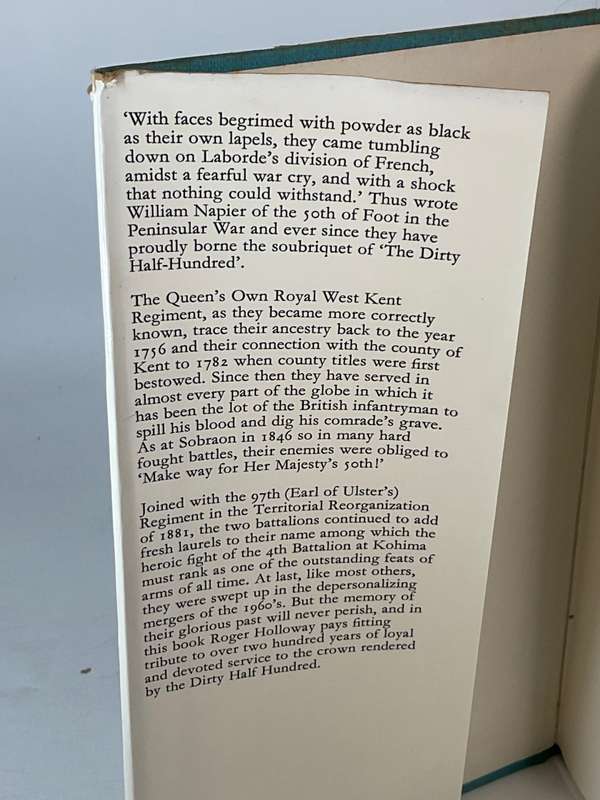 ‘With faces begrimed with powder as black
as their own lapels, they came tumbling
down on Laborde’s division of French,
amidst a fearful war cry, and with a shock
that nothing could withstand.’ Thus wrote
William Napier of the 50th of Foot in the
Peninsular War and ever since they have
proudly borne the soubriquet of ‘The Dirty
Half-Hundred’.
The Queen’s Own Royal West Kent
Regiment, as they became more correctly
known, trace their ancestry back to the year
1756 and their connection with the county of
Kent to 1782 when county titles were first
bestowed. Since then they have served in
almost every part of the globe in which it
has been the lot of the British infantryman to
spill his blood and dig his comrade’s grave.
As at Sobraon in 1846 so in many hard
fought battles, their enemies were obliged to
‘Make way for Her Majesty’s 50th!’
Joined with the 97th (Earl of Ulster’s)
Regiment in the Territorial Reorganization
of 1881, the two battalions continued to add
fresh laurels to their name among which the
heroic fight of the 4th Battalion at Kohima
must rank as one of the outstanding feats of
arms of all time. At last, like most others,
they were swept up in the depersonalizing
mergers of the 1960’s. But the memory of
their glorious past will never perish, and in
this book Roger Holloway pays fitting
tribute to over two hundred years of loyal
and devoted service to the crown rendered
by the Dirty Half Hundred.